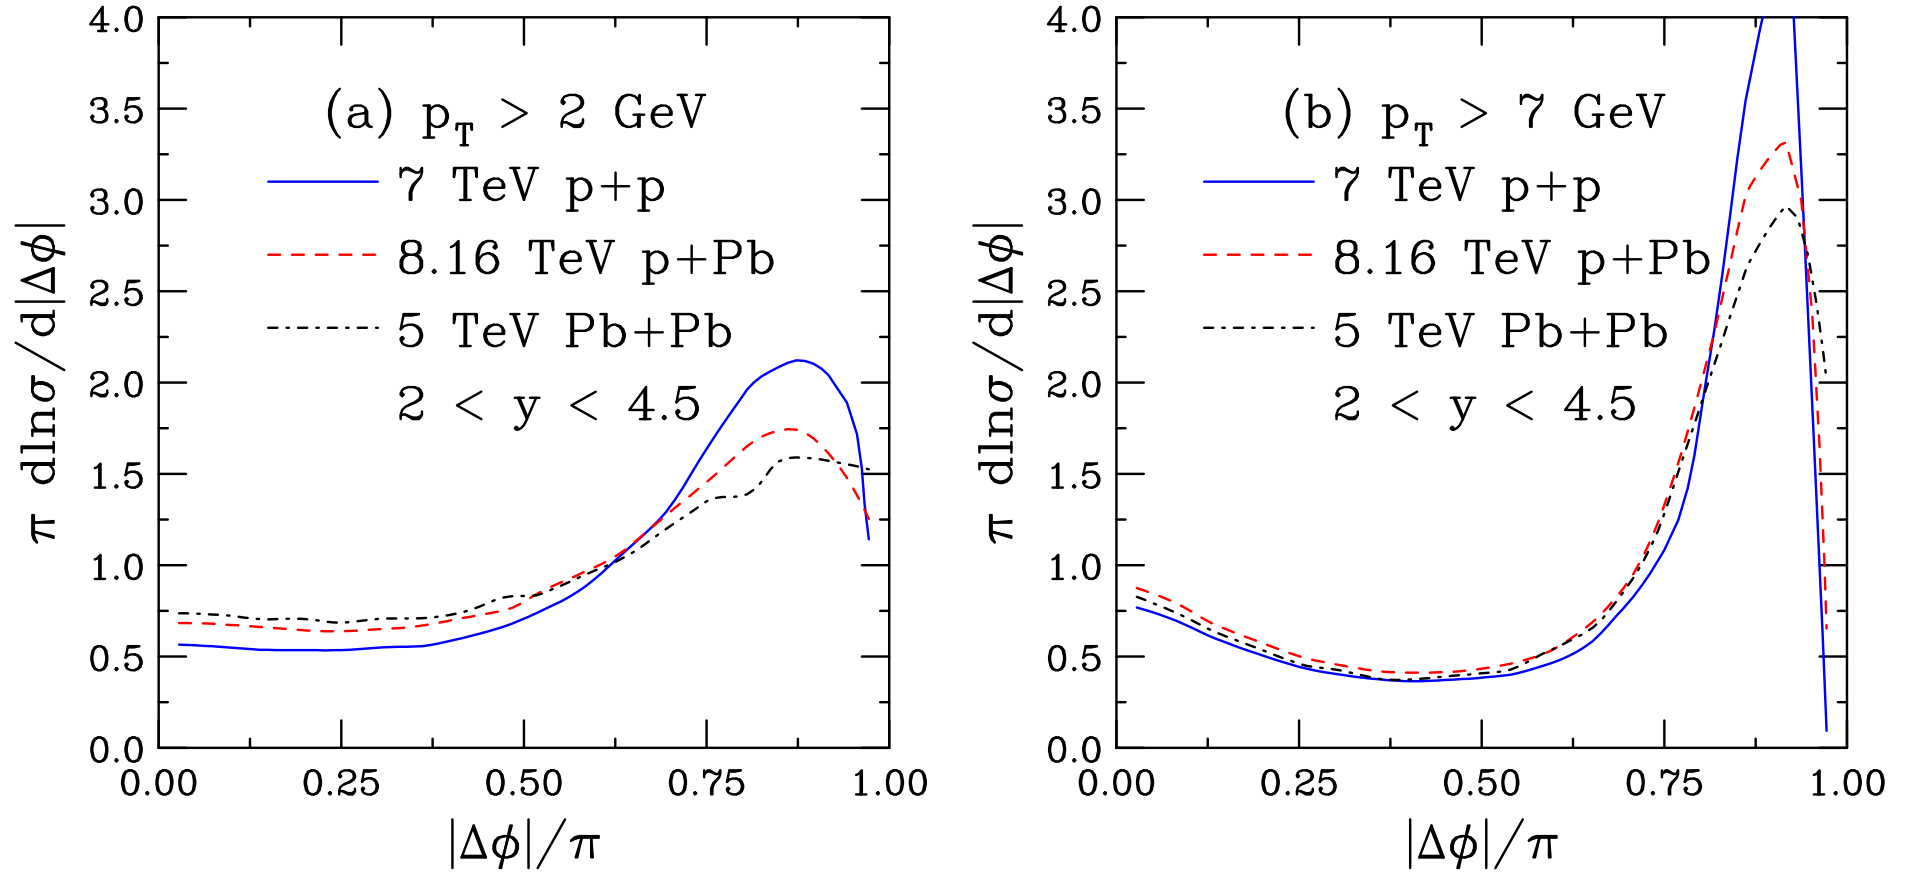 4.0
3.5
3.0
2.5
2.0
1.5
1.0
0.5
0.0
π dlnσ/d|Δϕ|
(a) p_T > 2 GeV
7 TeV p+p
8.16 TeV p+Pb
5 TeV Pb+Pb
2 < y < 4.5
0.00 0.25 0.50 0.75 1.00
|Δϕ|/π
4.0
3.5
3.0
2.5
2.0
1.5
1.0
0.5
0.0
π dlnσ/d|Δϕ|
(b) p_T > 7 GeV
7 TeV p+p
8.16 TeV p+Pb
5 TeV Pb+Pb
2 < y < 4.5
0.00 0.25 0.50 0.75 1.00
|Δϕ|/π